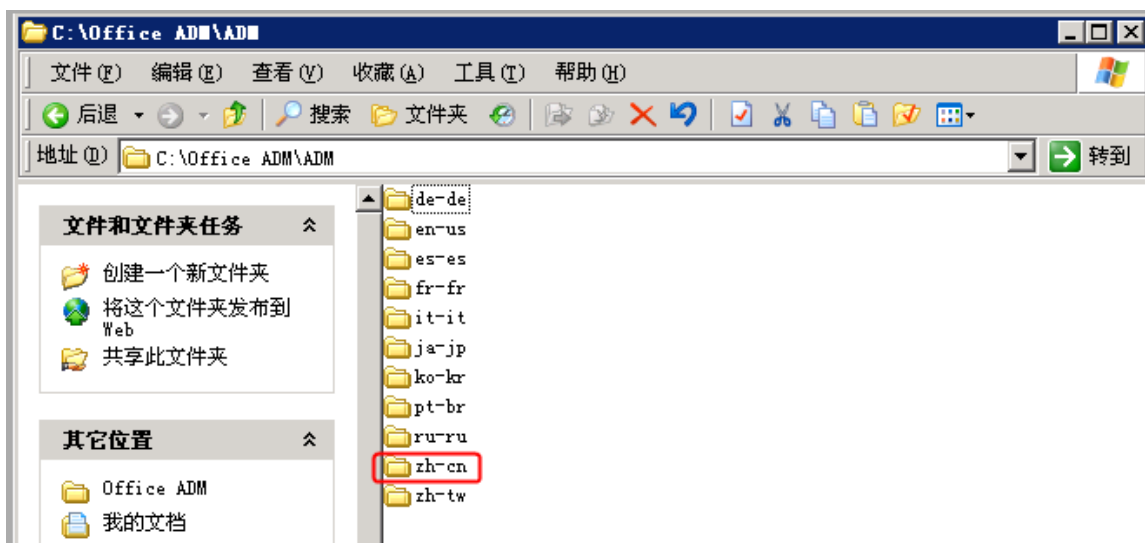 C:\Office ADM\ADM
文件(F) 编辑(E) 查看(V) 收藏(A) 工具(T) 帮助(H)
后退 搜索 文件夹
地址(D) C:\Office ADM\ADM 转到
文件和文件夹任务
创建一个新文件夹
将这个文件夹发布到
Web
共享此文件夹
其它位置
Office ADM
我的文档
de-de
en-us
es-es
fr-fr
it-it
ja-jp
ko-kr
pt-br
ru-ru
zh-cn
zh-tw